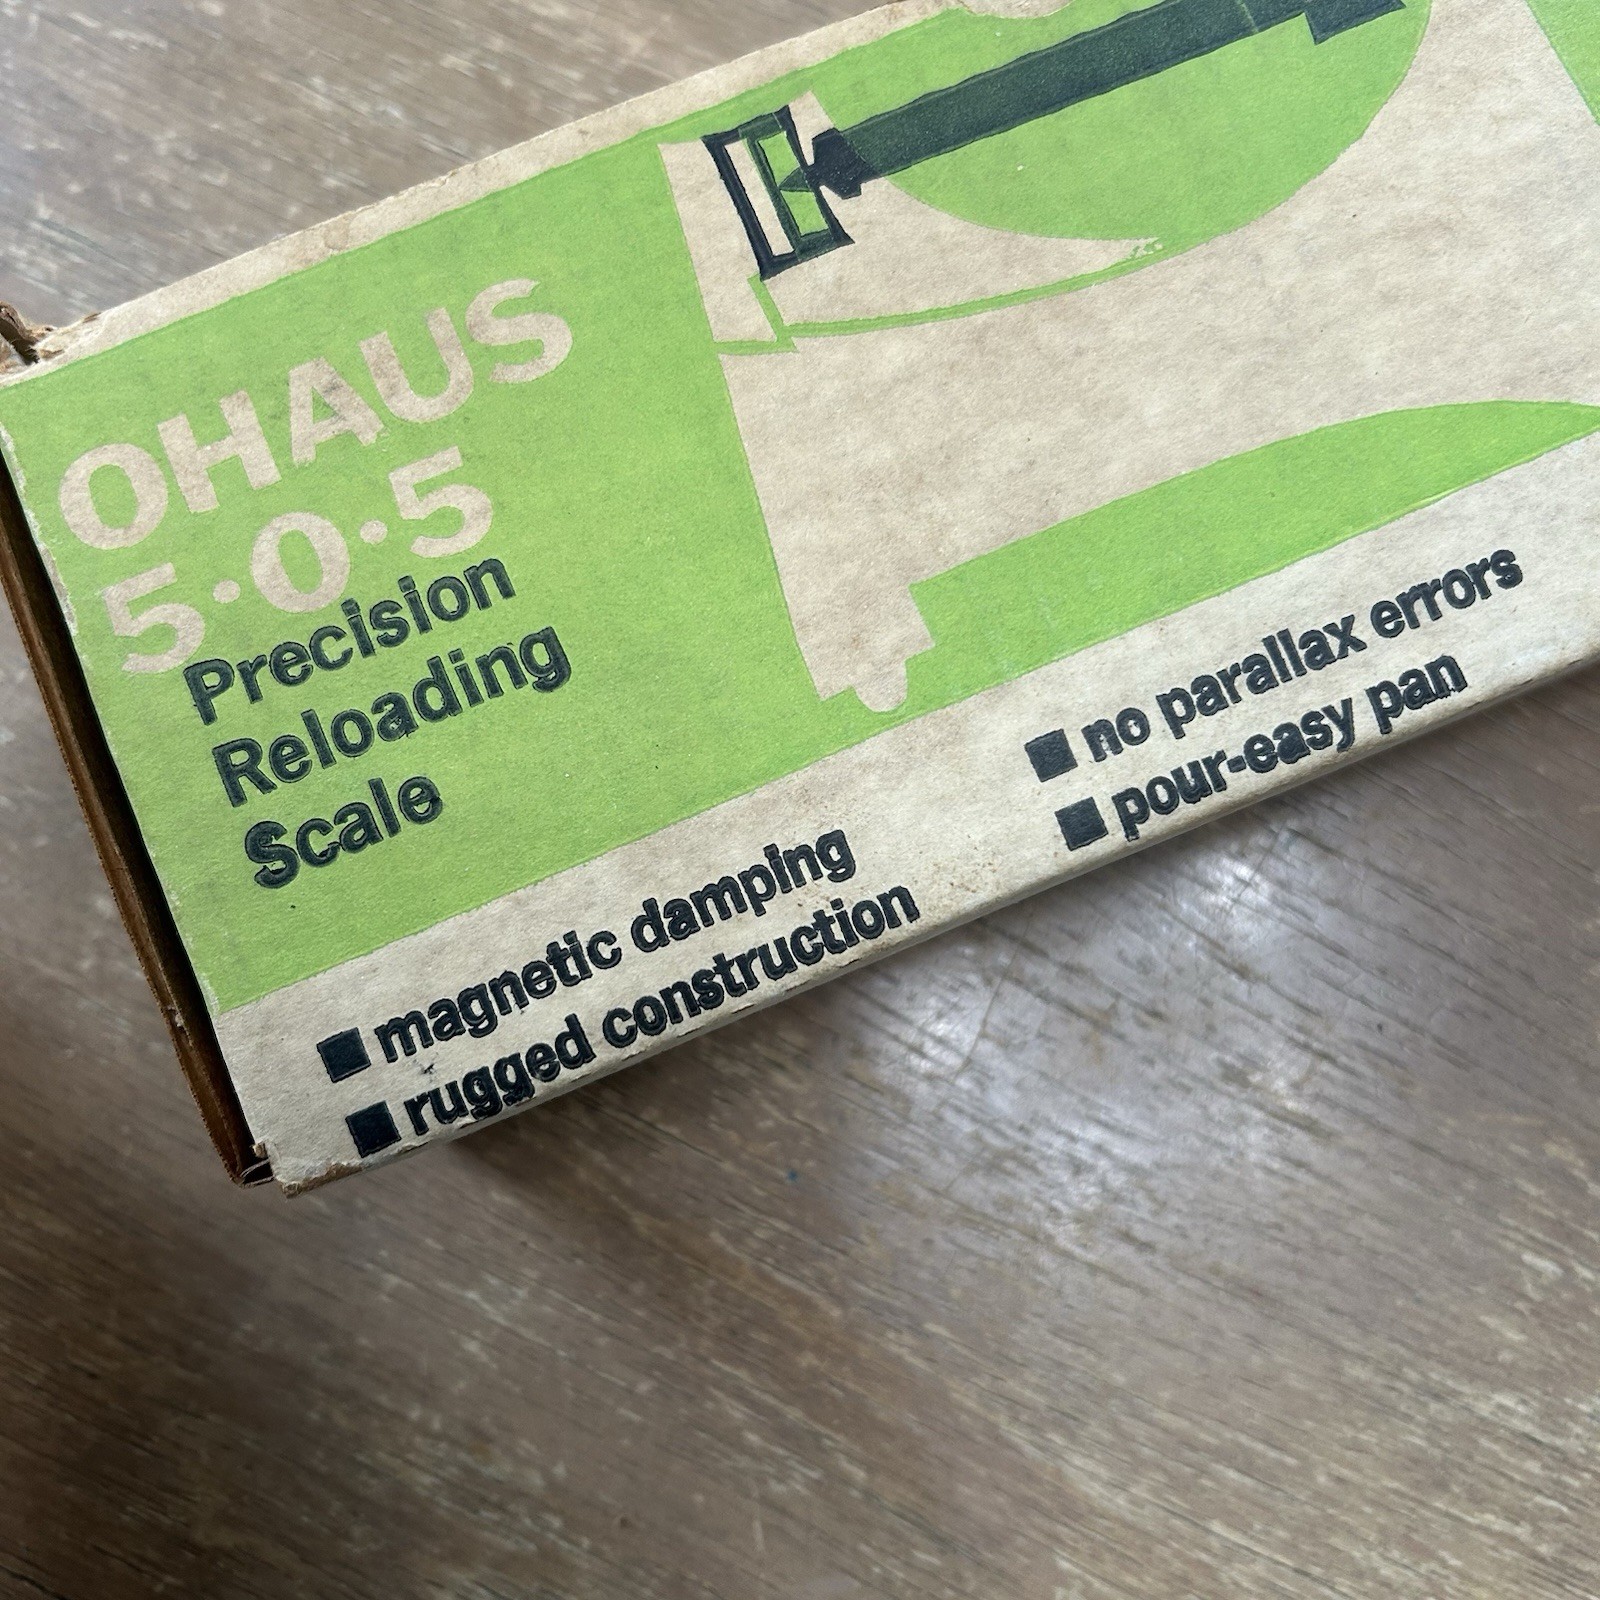 OHAUS
5·0·5
Precision
Reloading
Scale
■ magnetic damping
■ rugged construction
■ no parallax errors
■ pour-easy pan